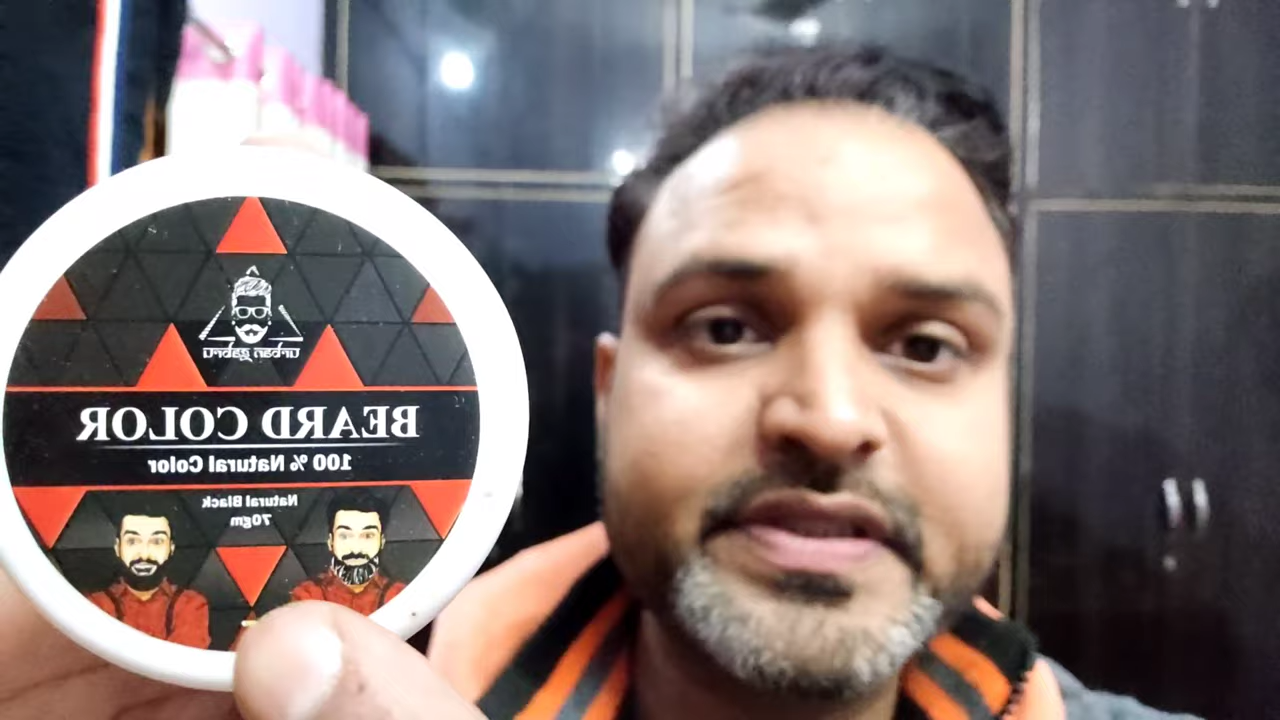 urban gabru
BEARD COLOR
100 % Natural Color
Natural Black
70gm